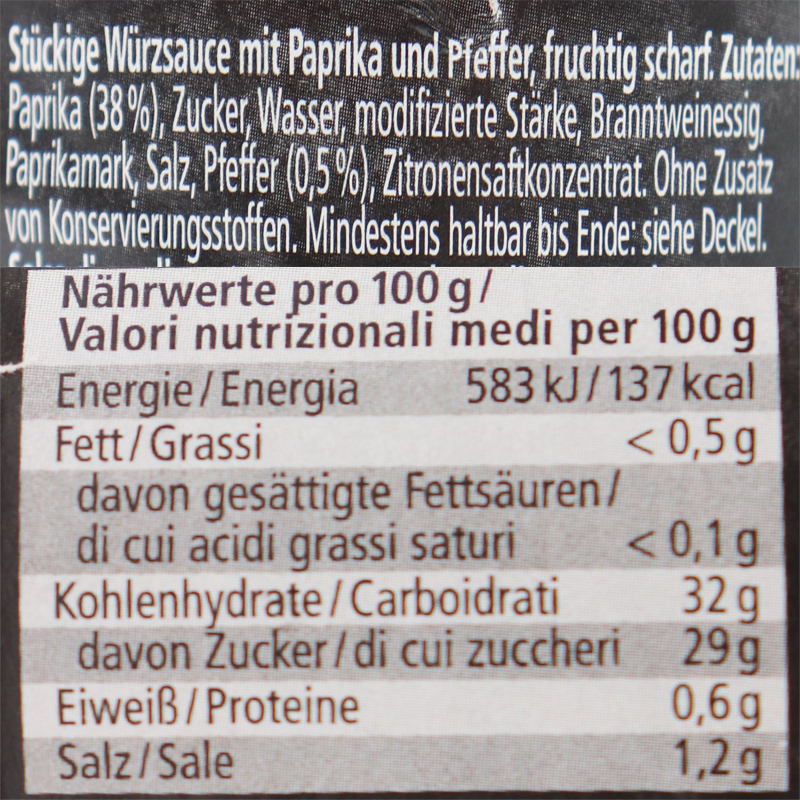 Stückige Würzsauce mit Paprika und Pfeffer, fruchtig scharf. Zutaten:
Paprika (38 %), Zucker, Wasser, modifizierte Stärke, Branntweinessig,
Paprikamark, Salz, Pfeffer (0,5 %), Zitronensaftkonzentrat. Ohne Zusatz
von Konservierungsstoffen. Mindestens haltbar bis Ende: siehe Deckel.
Nährwerte pro 100 g/
Valori nutrizionali medi per 100 g
Energie/Energia 583 kJ/137 kcal
Fett/Grassi < 0,5 g
davon gesättigte Fettsäuren/
di cui acidi grassi saturi < 0,1 g
Kohlenhydrate/Carboidrati 32 g
davon Zucker/di cui zuccheri 29 g
Eiweiß/Proteine 0,6 g
Salz/Sale 1,2 g